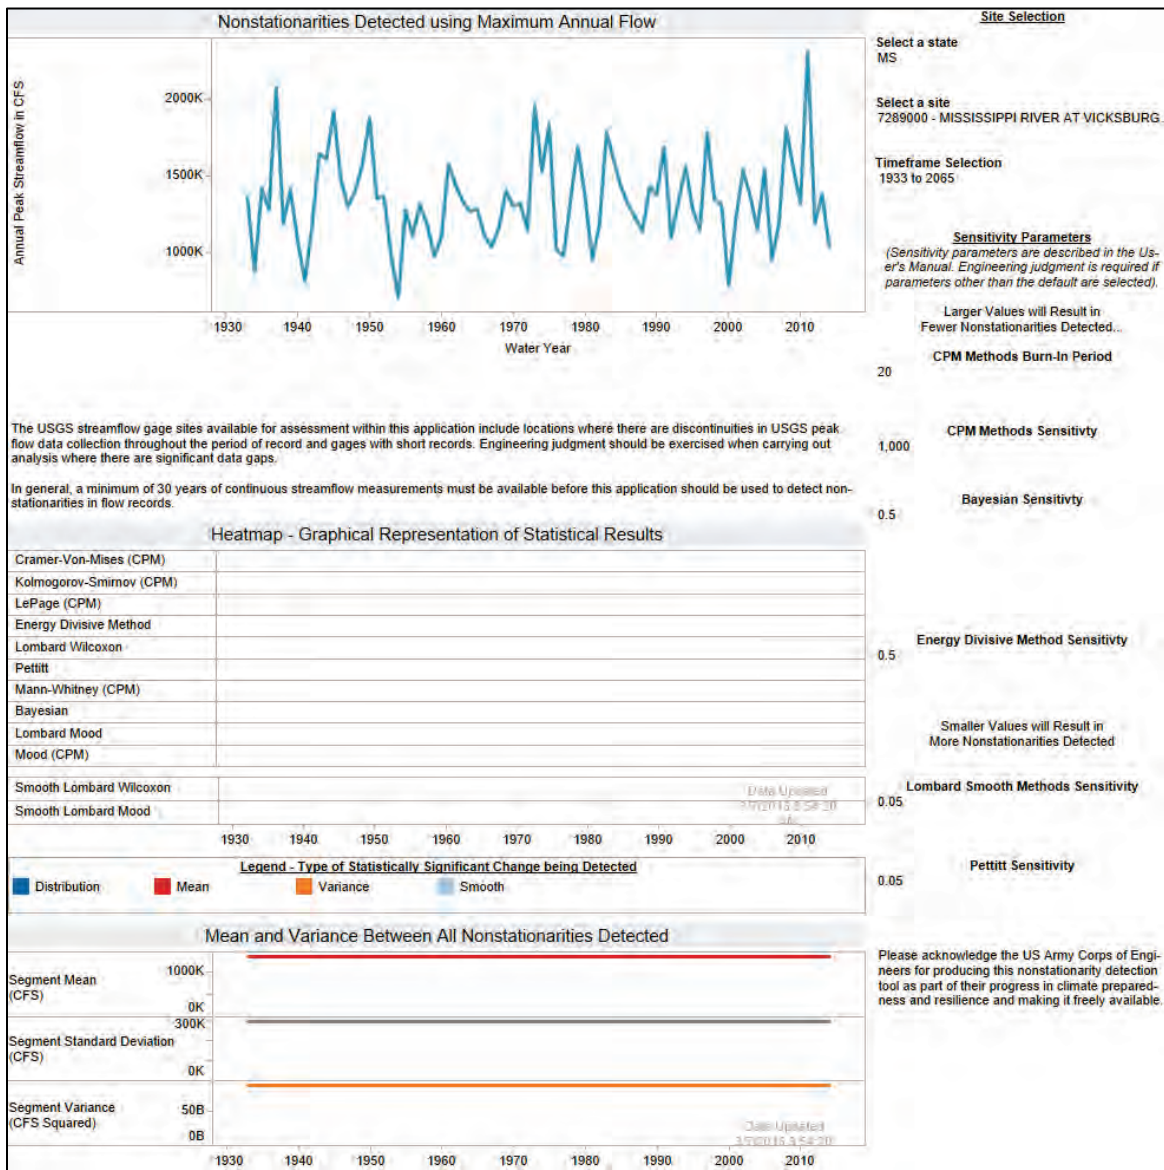 Nonstationarities Detected using Maximum Annual Flow
Annual Peak Streamflow in CFS
2000K
1500K
1000K
1930 1940 1950 1960 1970 1980 1990 2000 2010
Water Year
The USGS streamflow gage sites available for assessment within this application include locations where there are discontinuities in USGS peak
flow data collection throughout the period of record and gages with short records. Engineering judgment should be exercised when carrying out
analysis where there are significant data gaps.
In general, a minimum of 30 years of continuous streamflow measurements must be available before this application should be used to detect non-
stationarities in flow records.
Heatmap - Graphical Representation of Statistical Results
Cramer-Von-Mises (CPM)
Kolmogorov-Smirnov (CPM)
LePage (CPM)
Energy Divisive Method
Lombard Wilcoxon
Pettitt
Mann-Whitney (CPM)
Bayesian
Lombard Mood
Mood (CPM)
Smooth Lombard Wilcoxon
Smooth Lombard Mood
Data Updated
1930 1940 1950 1960 1970 1980 1990 2000 2010
Legend - Type of Statistically Significant Change being Detected
Distribution Mean Variance Smooth
Mean and Variance Between All Nonstationarities Detected
Segment Mean
(CFS)
1000K
0K
Segment Standard Deviation
(CFS)
300K
0K
Segment Variance
(CFS Squared)
50B
0B
Data Updated
1930 1940 1950 1960 1970 1980 1990 2000 2010
Site Selection
Select a state
MS
Select a site
7289000 - MISSISSIPPI RIVER AT VICKSBURG
Timeframe Selection
1933 to 2065
Sensitivity Parameters
(Sensitivity parameters are described in the Us-
er's Manual. Engineering judgment is required if
parameters other than the default are selected).
Larger Values will Result in
Fewer Nonstationarities Detected...
CPM Methods Burn-In Period
20
CPM Methods Sensitivty
1,000
Bayesian Sensitivty
0.5
Energy Divisive Method Sensitivty
0.5
Smaller Values will Result in
More Nonstationarities Detected
Lombard Smooth Methods Sensitivity
0.05
Pettitt Sensitivity
0.05
Please acknowledge the US Army Corps of Engi-
neers for producing this nonstationarity detection
tool as part of their progress in climate prepared-
ness and resilience and making it freely available.